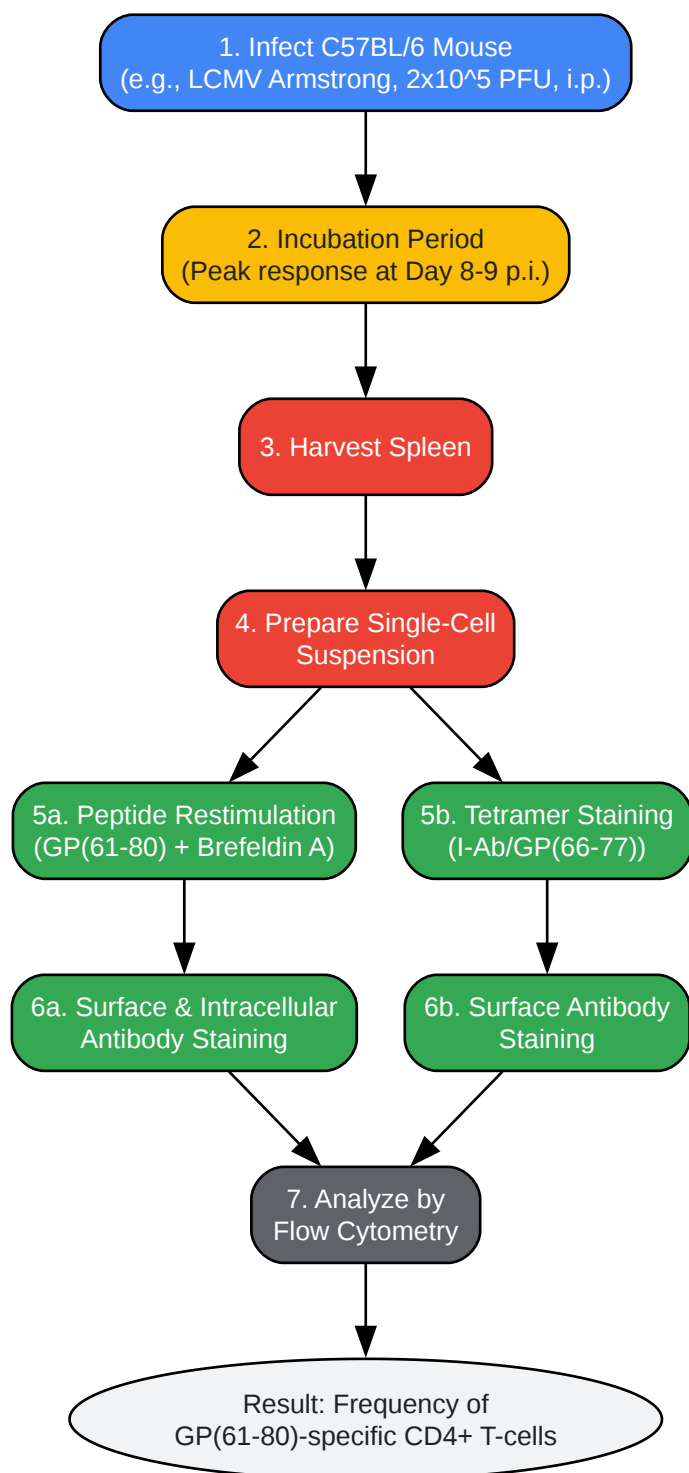 1. Infect C57BL/6 Mouse
(e.g., LCMV Armstrong, 2x10^5 PFU, i.p.)
2. Incubation Period
(Peak response at Day 8-9 p.i.)
3. Harvest Spleen
4. Prepare Single-Cell
Suspension
5a. Peptide Restimulation
(GP(61-80) + Brefeldin A)
5b. Tetramer Staining
(I-Ab/GP(66-77))
6a. Surface & Intracellular
Antibody Staining
6b. Surface Antibody
Staining
7. Analyze by
Flow Cytometry
Result: Frequency of
GP(61-80)-specific CD4+ T-cells